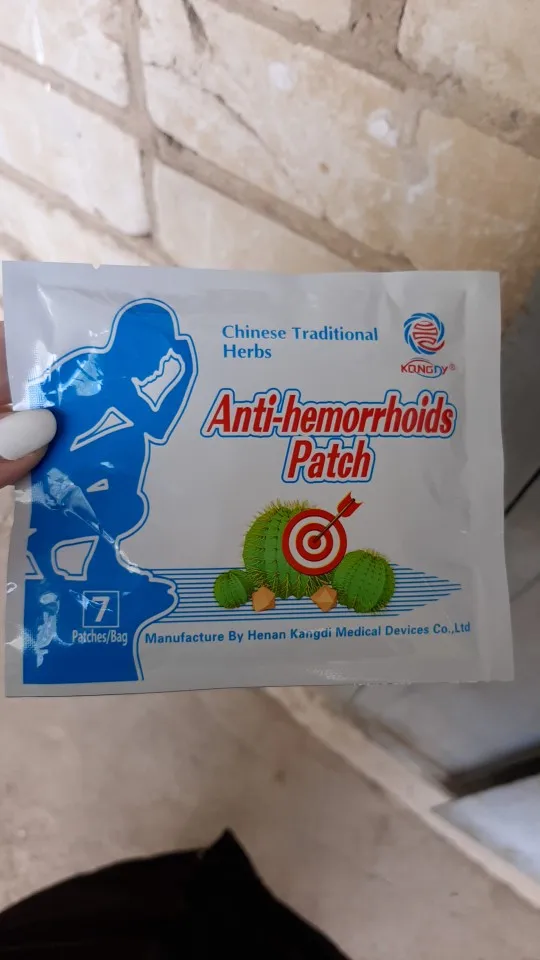 Chinese Traditional
Herbs
KONGDY®
Anti-hemorrhoids
Patch
7
Patches/Bag
Manufacture By Henan Kangdi Medical Devices Co.,Ltd